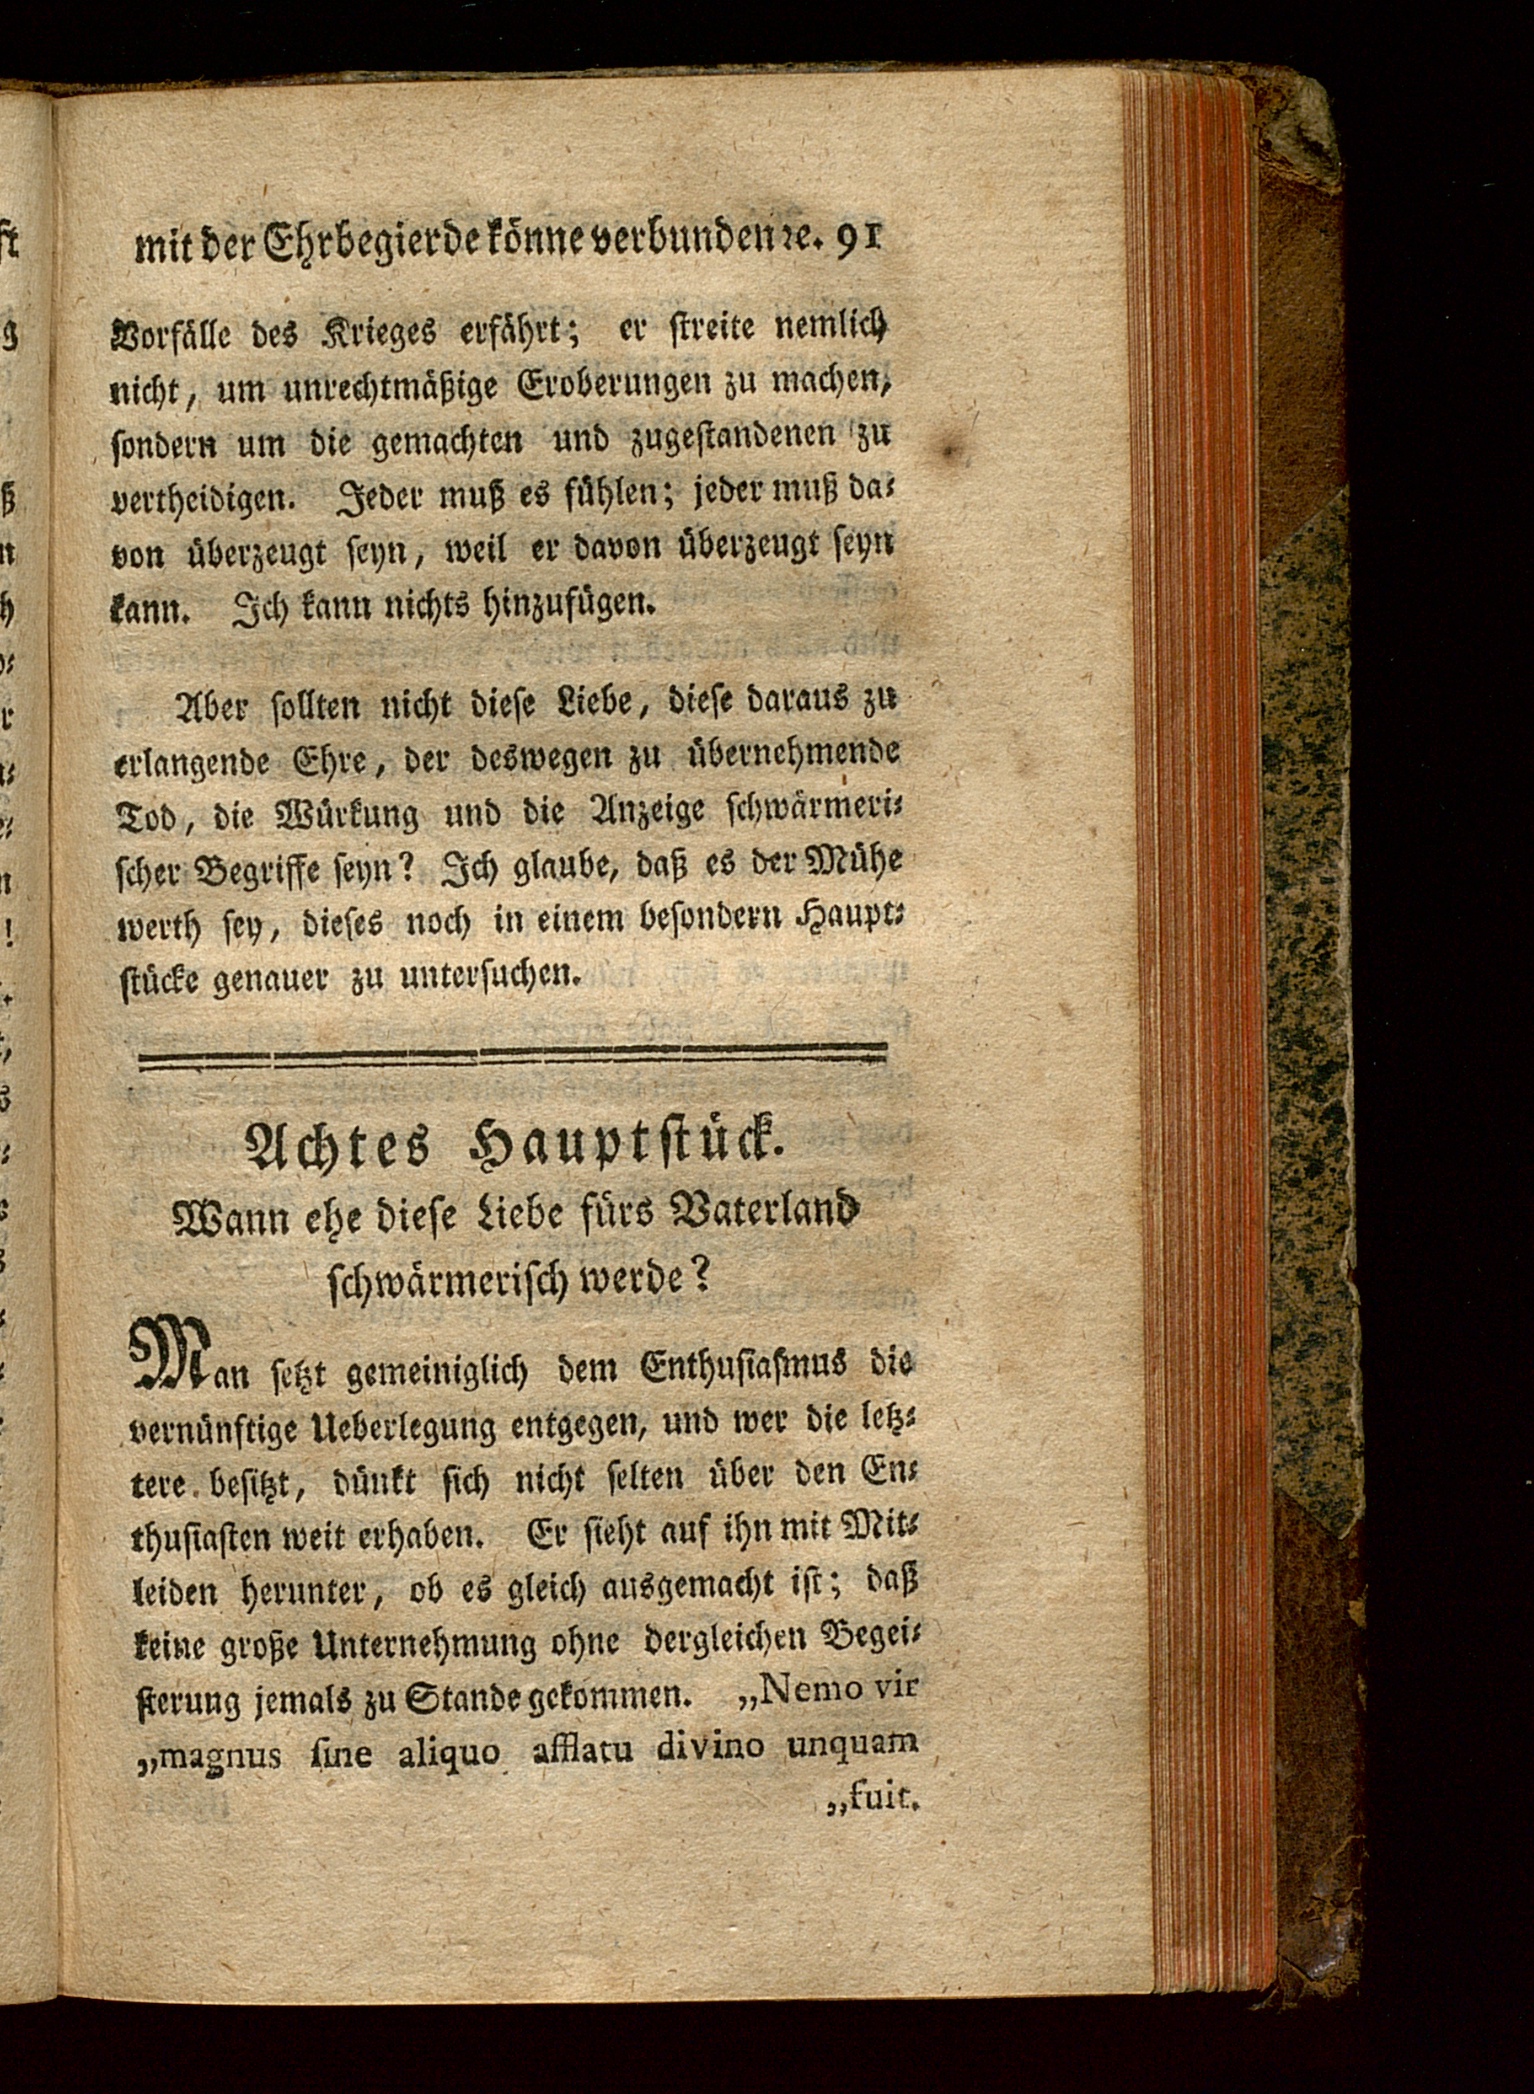 mit der Ehrbegierde könne verbunden ꝛe. 91
Vorfälle des Krieges erfährt; er ſtreite nemlich
nicht, um unrechtmäßige Eroberungen zu machen,
ſondern um die gemachten und zugeſtandenen zu
vertheidigen. Jeder muß es fühlen; jeder muß da⸗
von überzeugt ſeyn, weil er davon überzeugt ſeyn
kann. Ich kann nichts hinzufügen.
Aber ſollten nicht dieſe Liebe, dieſe daraus zu
erlangende Ehre, der deswegen zu übernehmende
Tod, die Würkung und die Anzeige ſchwärmeri⸗
ſcher Begriffe ſeyn? Ich glaube, daß es der Mühe
werth ſey, dieſes noch in einem beſondern Haupt⸗
ſtücke genauer zu unterſuchen.
Achtes Hauptſtück.
Wann ehe dieſe Liebe fürs Vaterland
ſchwärmeriſch werde?
Man ſetzt gemeiniglich dem Enthuſiaſmus die
vernünftige Ueberlegung entgegen, und wer die letz⸗
tere beſitzt, dünkt ſich nicht ſelten über den En⸗
thuſiaſten weit erhaben. Er ſieht auf ihn mit Mit⸗
leiden herunter, ob es gleich ausgemacht iſt; daß
keine große Unternehmung ohne dergleichen Begei⸗
ſterung jemals zu Stande gekommen. „Nemo vir
„magnus ſine aliquo afflatu divino unquam
„fuit.